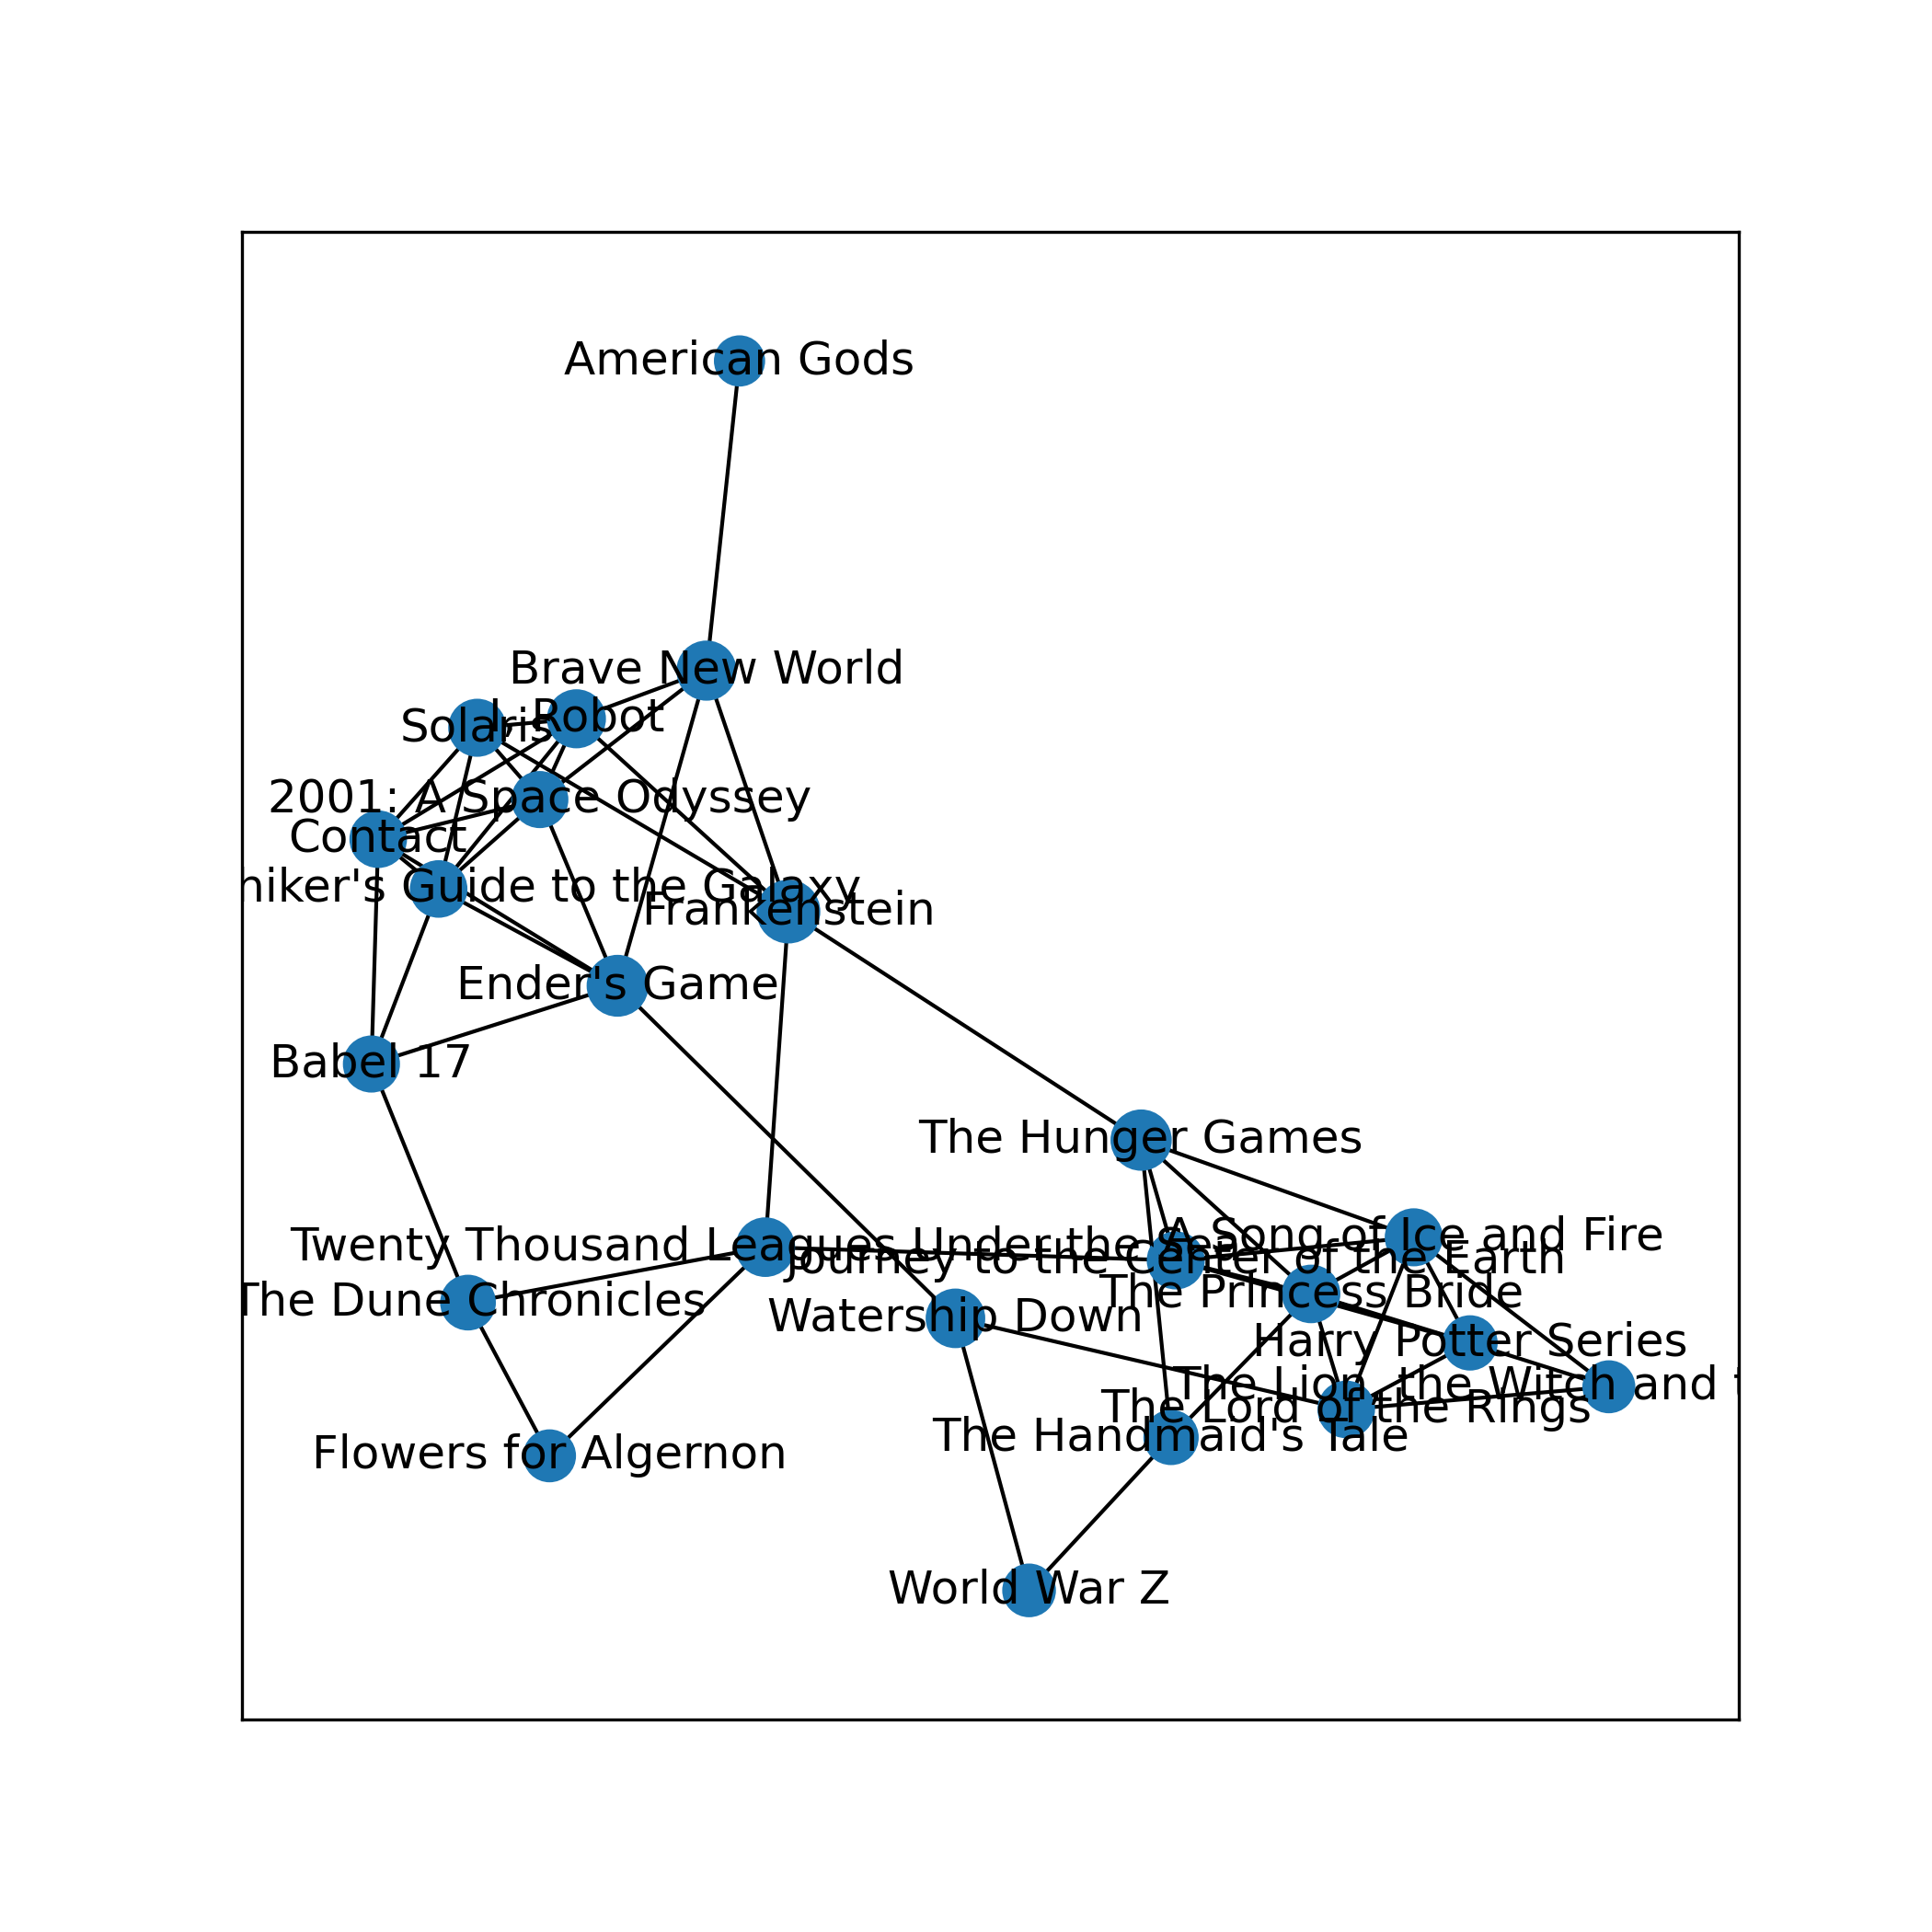 American Gods
Brave New World
I, Robot
Solaris
2001: A Space Odyssey
Contact
hiker's Guide to the Galaxy
Frankenstein
Ender's Game
Babel 17
The Hunger Games
A Song of Ice and Fire
Twenty Thousand Leagues Under the Sea
Journey to the Center of the Earth
The Princess Bride
The Dune Chronicles
Watership Down
Harry Potter Series
The Lion, the Witch and t
The Lord of the Rings
The Handmaid's Tale
Flowers for Algernon
World War Z